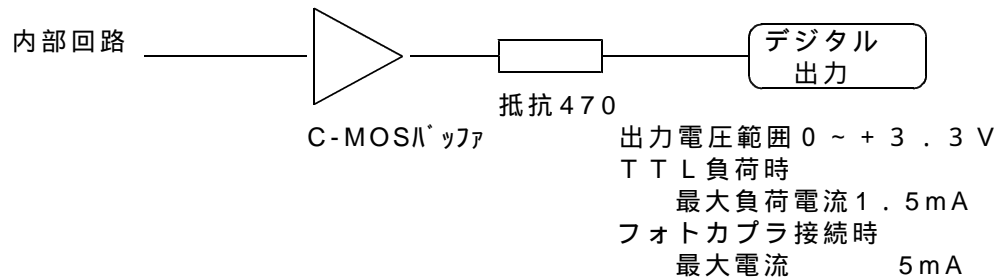 内部回路
デジタル
出力
抵抗470
C-MOSバッファ
出力電圧範囲0~+3.3V
TTL負荷時
最大負荷電流1.5mA
フォトカプラ接続時
最大電流 5mA